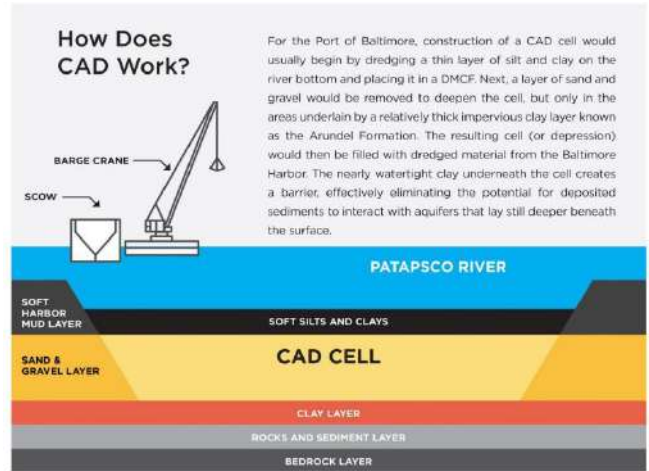 How Does
CAD Work?
For the Port of Baltimore, construction of a CAD cell would
usually begin by dredging a thin layer of silt and clay on the
river bottom and placing it in a DMCF. Next, a layer of sand and
gravel would be removed to deepen the cell, but only in the
areas underlain by a relatively thick impervious clay layer known
as the Arundel Formation. The resulting cell (or depression)
would then be filled with dredged material from the Baltimore
Harbor. The nearly watertight clay underneath the cell creates
a barrier, effectively eliminating the potential for deposited
sediments to interact with aquifers that lay still deeper beneath
the surface.
BARGE CRANE
SCOW
PATAPSCO RIVER
SOFT
HARBOR
MUD LAYER
SOFT SILTS AND CLAYS
SAND &
GRAVEL LAYER
CAD CELL
CLAY LAYER
ROCKS AND SEDIMENT LAYER
BEDROCK LAYER